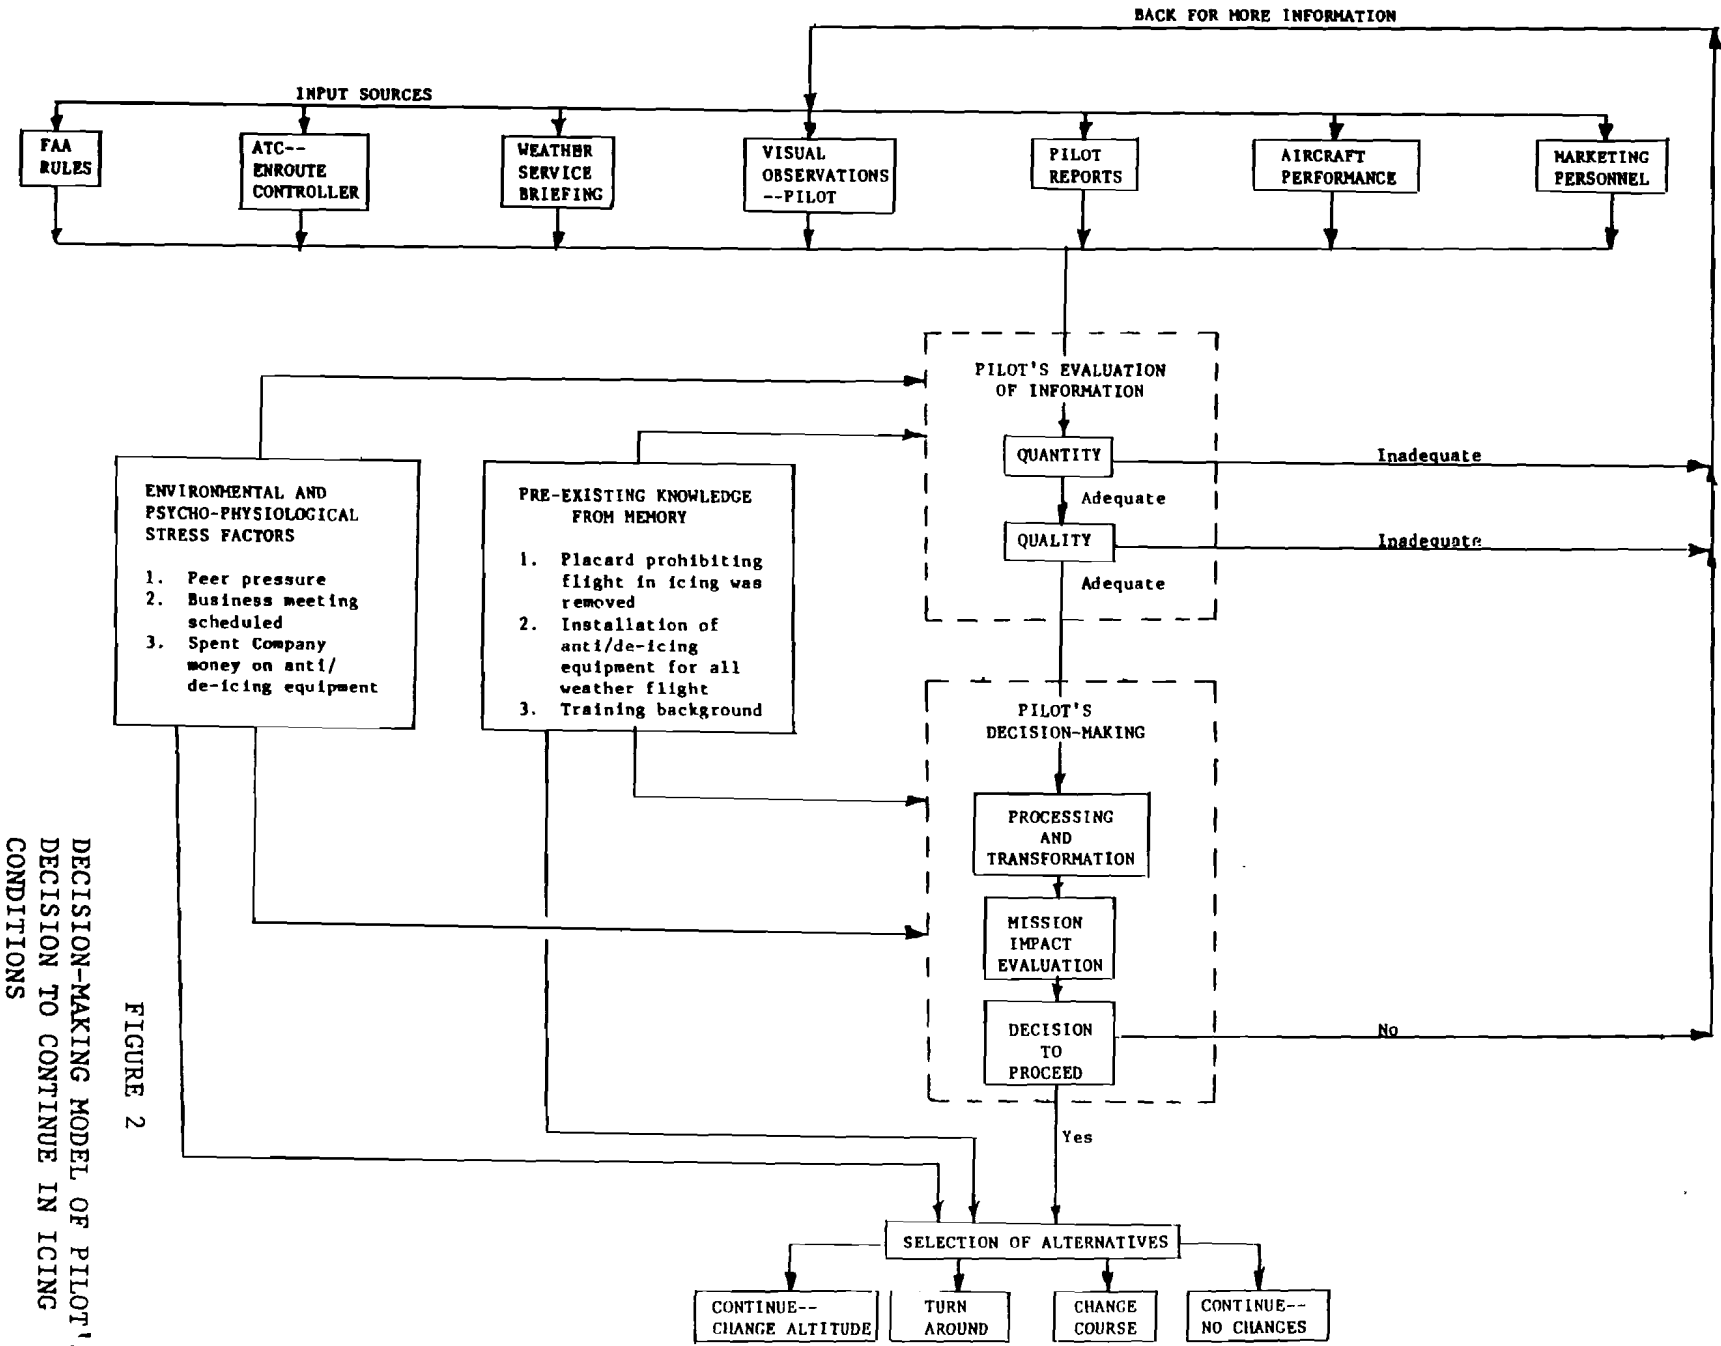 BACK FOR MORE INFORMATION
INPUT SOURCES
FAA
RULES
ATC--
ENROUTE
CONTROLLER
WEATHER
SERVICE
BRIEFING
VISUAL
OBSERVATIONS
--PILOT
PILOT
REPORTS
AIRCRAFT
PERFORMANCE
MARKETING
PERSONNEL
PILOT'S EVALUATION
OF INFORMATION
QUANTITY
Inadequate
Adequate
QUALITY
Inadequate
Adequate
ENVIRONMENTAL AND
PSYCHO-PHYSIOLOGICAL
STRESS FACTORS
1. Peer pressure
2. Business meeting
scheduled
3. Spent Company
money on anti/
de-icing equipment
PRE-EXISTING KNOWLEDGE
FROM MEMORY
1. Placard prohibiting
flight in icing was
removed
2. Installation of
anti/de-icing
equipment for all
weather flight
3. Training background
PILOT'S
DECISION-MAKING
PROCESSING
AND
TRANSFORMATION
MISSION
IMPACT
EVALUATION
DECISION
TO
PROCEED
No
Yes
SELECTION OF ALTERNATIVES
CONTINUE--
CHANGE ALTITUDE
TURN
AROUND
CHANGE
COURSE
CONTINUE--
NO CHANGES
FIGURE 2
DECISION-MAKING MODEL OF PILOT'
DECISION TO CONTINUE IN ICING
CONDITIONS